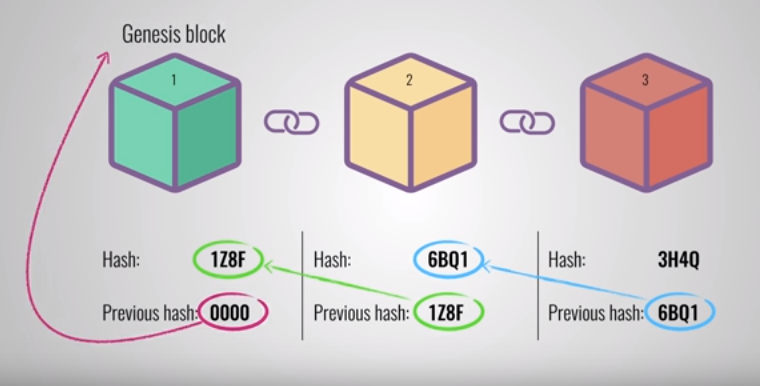 Genesis block
1
2
3
Hash: 1Z8F
Previous hash: 0000
Hash: 6BQ1
Previous hash: 1Z8F
Hash: 3H4Q
Previous hash: 6BQ1